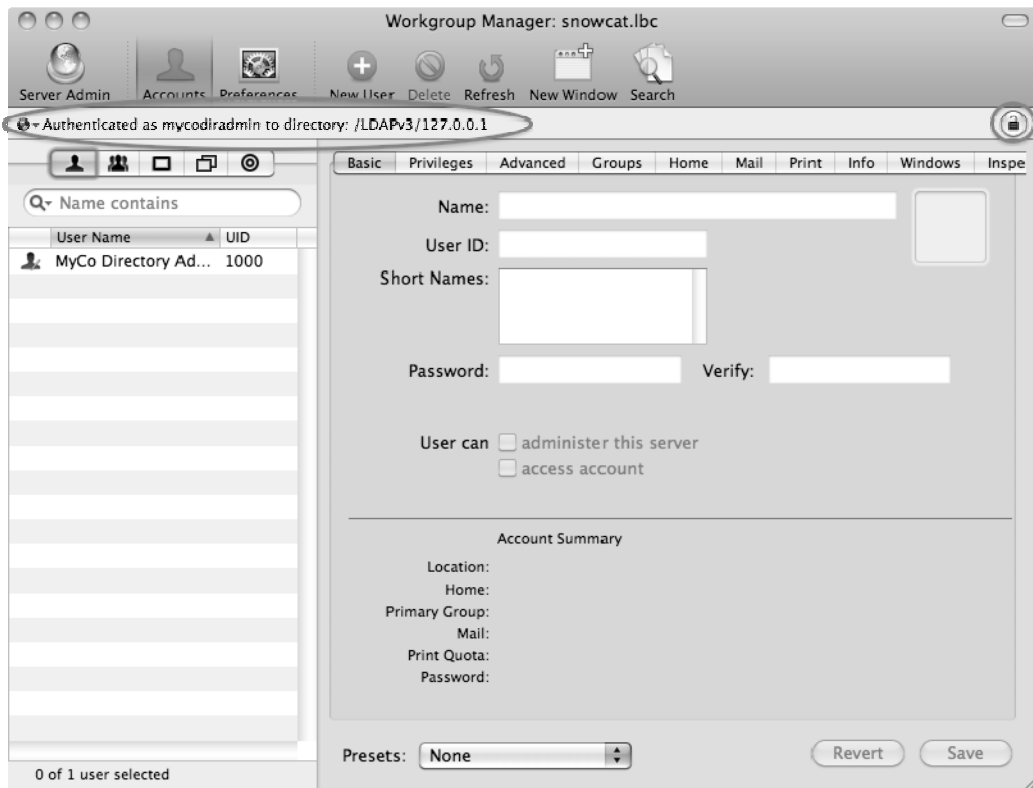 Workgroup Manager: snowcat.lbc
Server Admin Accounts Preferences New User Delete Refresh New Window Search
Authenticated as mycodiradmin to directory: /LDAPv3/127.0.0.1
Basic Privileges Advanced Groups Home Mail Print Info Windows Inspe
Name contains
User Name UID
MyCo Directory Ad... 1000
Name:
User ID:
Short Names:
Password: Verify:
User can administer this server
access account
Account Summary
Location:
Home:
Primary Group:
Mail:
Print Quota:
Password:
Presets: None Revert Save
0 of 1 user selected